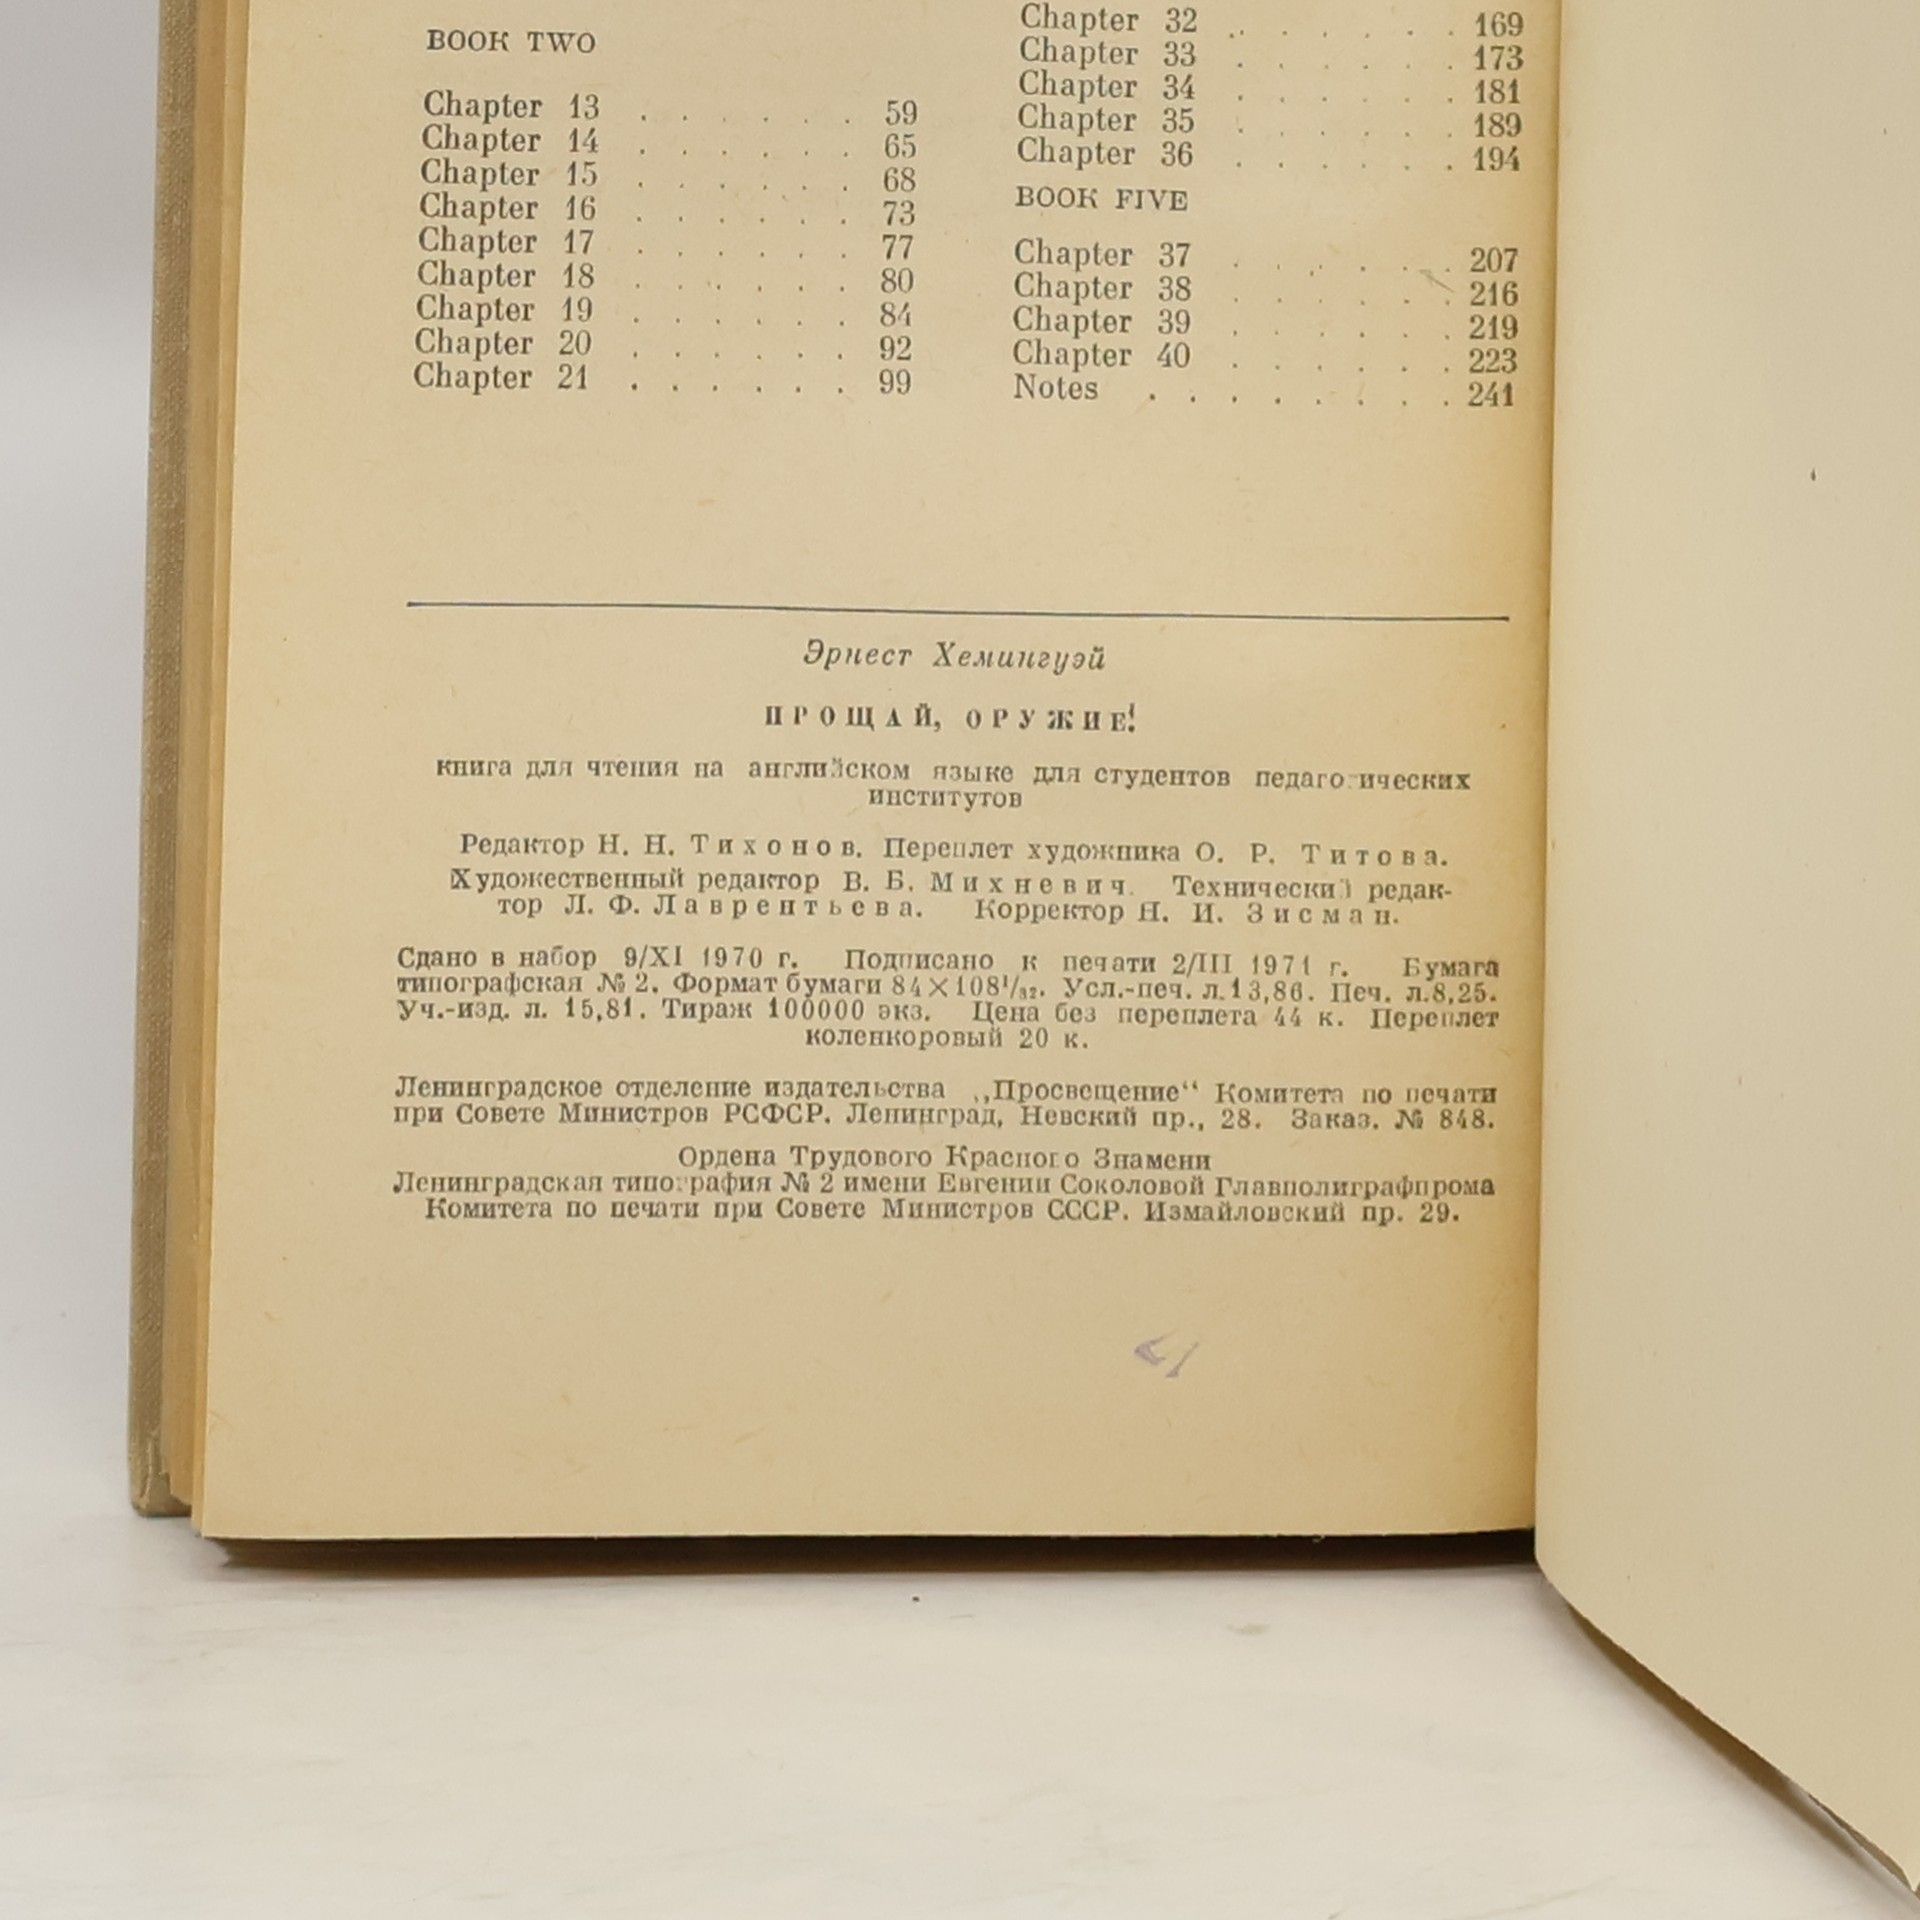 BOOK TWO
Chapter 13 . . . . . . 59
Chapter 14 . . . . . . 65
Chapter 15 . . . . . . 68
Chapter 16 . . . . . . 73
Chapter 17 . . . . . . 77
Chapter 18 . . . . . . 80
Chapter 19 . . . . . . 84
Chapter 20 . . . . . . 92
Chapter 21 . . . . . . 99
Chapter 32 . . . . . . 169
Chapter 33 . . . . . . 173
Chapter 34 . . . . . . 181
Chapter 35 . . . . . . 189
Chapter 36 . . . . . . 194
BOOK FIVE
Chapter 37 . . . . . . 207
Chapter 38 . . . . . . 216
Chapter 39 . . . . . . 219
Chapter 40 . . . . . . 223
Notes . . . . . . . . 241
Эрнест Хемингуэй
ПРОЩАЙ, ОРУЖИЕ!
книга для чтения на английском языке для студентов педагогических
институтов
Редактор Н. Н. Тихонов. Переплет художника О. Р. Титова.
Художественный редактор В. Б. Михневич. Технический редак-
тор Л. Ф. Лаврентьева. Корректор Н. И. Зисман.
Сдано в набор 9/XI 1970 г. Подписано к печати 2/III 1971 г. Бумага
типографская № 2. Формат бумаги 84×108¹/₃₂. Усл.-печ. л. 13,86. Печ. л. 8,25.
Уч.-изд. л. 15,81. Тираж 100000 экз. Цена без переплета 44 к. Переплет
коленкоровый 20 к.
Ленинградское отделение издательства „Просвещение“ Комитета по печати
при Совете Министров РСФСР. Ленинград, Невский пр., 28. Заказ. № 848.
Ордена Трудового Красного Знамени
Ленинградская типография № 2 имени Евгении Соколовой Главполиграфпрома
Комитета по печати при Совете Министров СССР. Измайловский пр. 29.